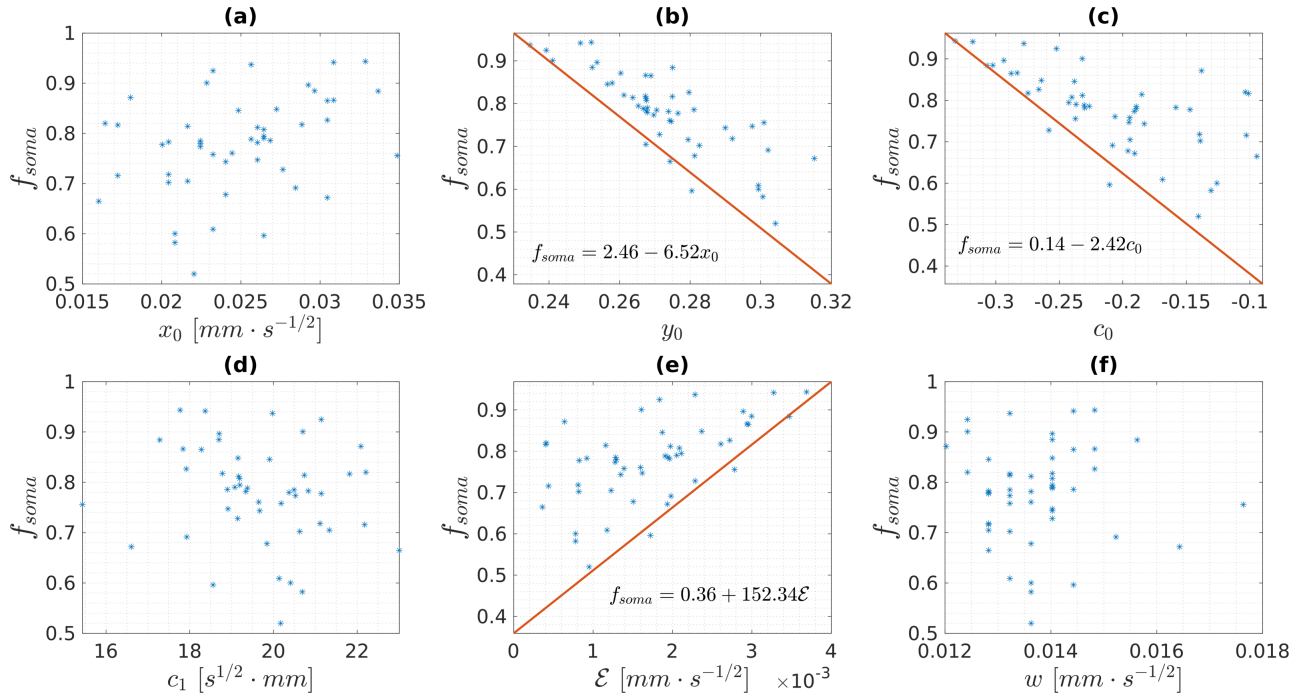 (a)
1
0.9
0.8
0.7
0.6
0.5
f_soma
0.015 0.02 0.025 0.03 0.035
x_0 [mm · s^{-1/2}]
(b)
0.9
0.8
0.7
0.6
0.5
0.4
f_soma
f_soma = 2.46 − 6.52x_0
0.24 0.26 0.28 0.3 0.32
y_0
(c)
0.9
0.8
0.7
0.6
0.5
0.4
f_soma
f_soma = 0.14 − 2.42c_0
-0.3 -0.25 -0.2 -0.15 -0.1
c_0
(d)
1
0.9
0.8
0.7
0.6
0.5
f_soma
16 18 20 22
c_1 [s^{1/2} · mm]
(e)
0.9
0.8
0.7
0.6
0.5
0.4
f_soma
f_soma = 0.36 + 152.34ℰ
0 1 2 3 4
ℰ [mm · s^{-1/2}] ×10^{-3}
(f)
1
0.9
0.8
0.7
0.6
0.5
f_soma
0.012 0.014 0.016 0.018
w [mm · s^{-1/2}]